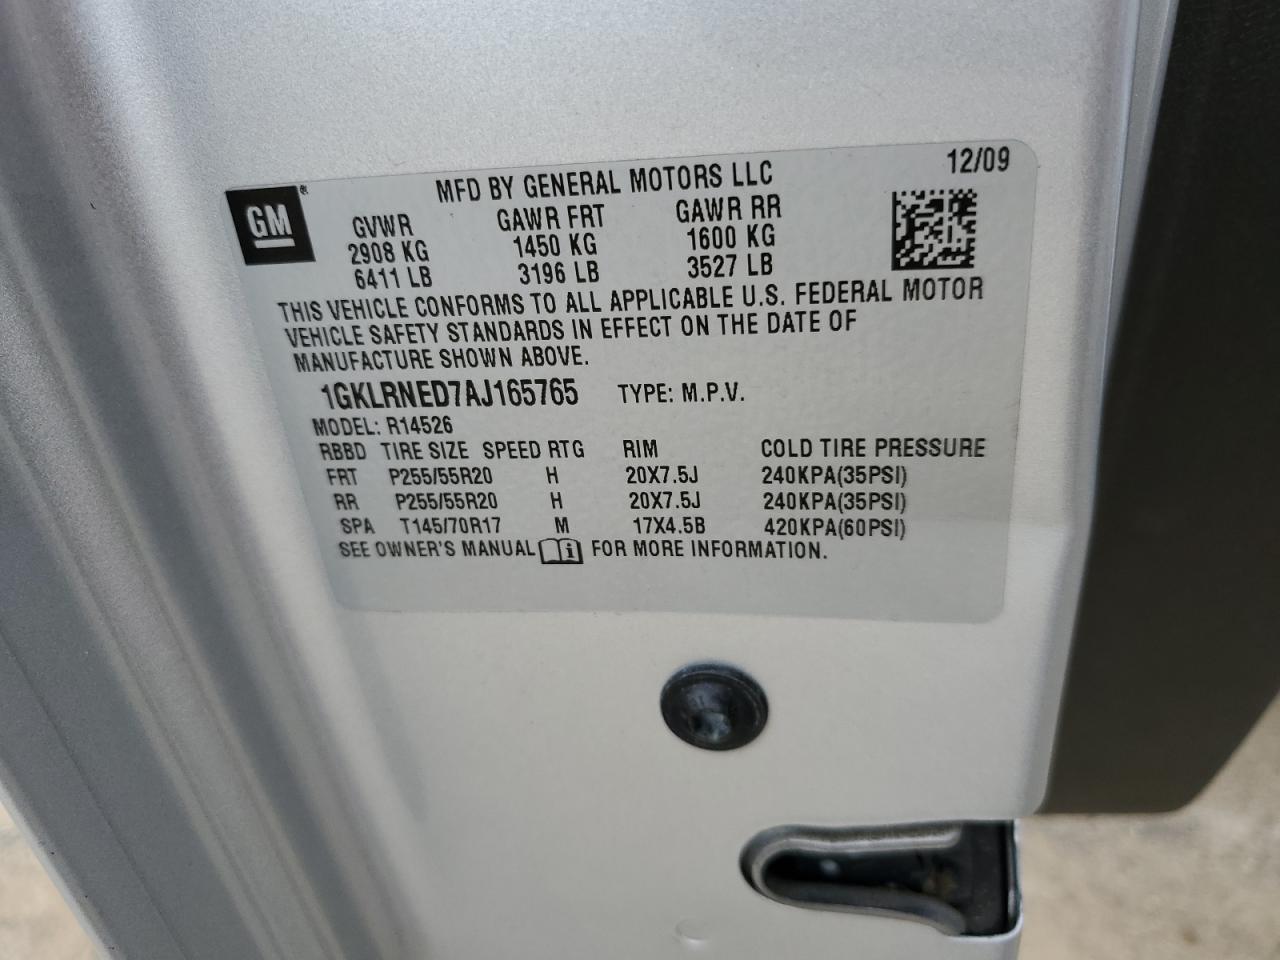 12/09
GM ®
MFD BY GENERAL MOTORS LLC
GVWR GAWR FRT GAWR RR
2908 KG 1450 KG 1600 KG
6411 LB 3196 LB 3527 LB
THIS VEHICLE CONFORMS TO ALL APPLICABLE U.S. FEDERAL MOTOR
VEHICLE SAFETY STANDARDS IN EFFECT ON THE DATE OF
MANUFACTURE SHOWN ABOVE.
1GKLRNED7AJ165765 TYPE: M.P.V.
MODEL: R14526
RBBD TIRE SIZE SPEED RTG RIM COLD TIRE PRESSURE
FRT P255/55R20 H 20X7.5J 240KPA(35PSI)
RR P255/55R20 H 20X7.5J 240KPA(35PSI)
SPA T145/70R17 M 17X4.5B 420KPA(60PSI)
SEE OWNER'S MANUAL i FOR MORE INFORMATION.